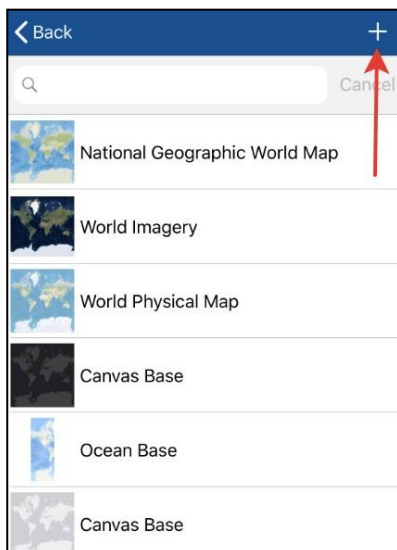 Back
Cancel
National Geographic World Map
World Imagery
World Physical Map
Canvas Base
Ocean Base
Canvas Base